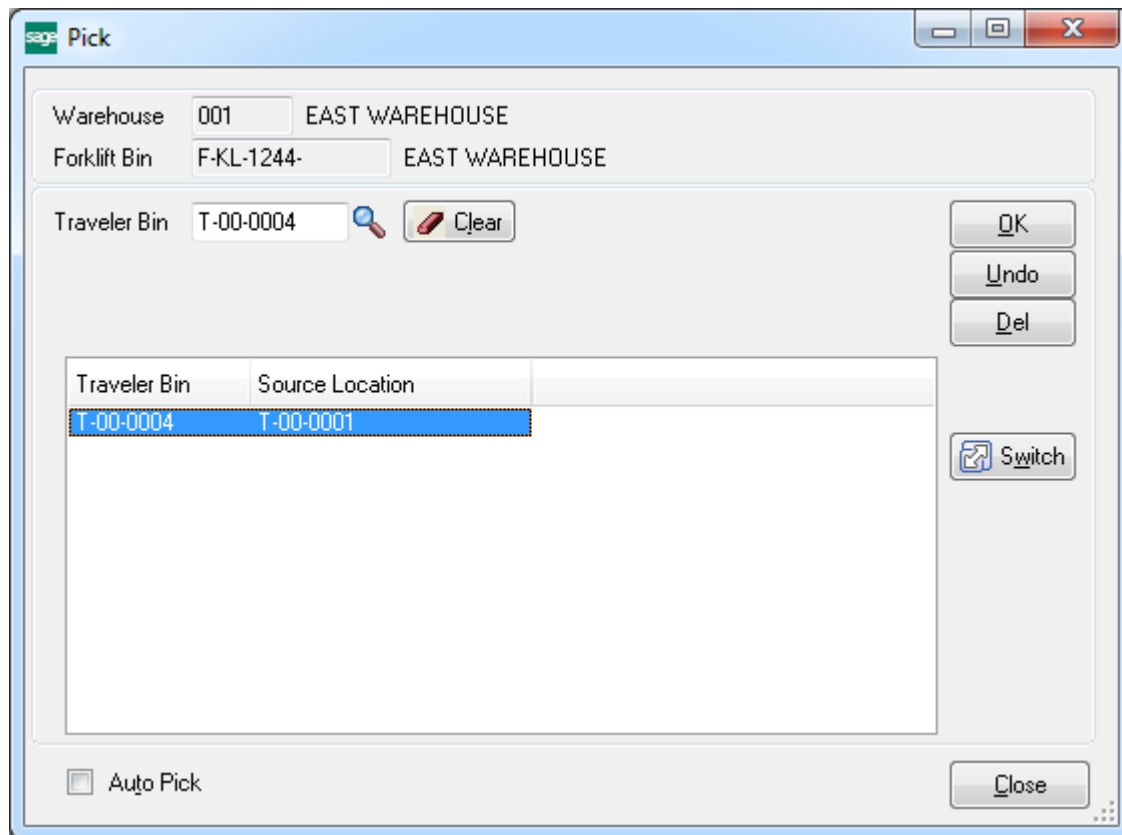 sage Pick
Warehouse 001 EAST WAREHOUSE
Forklift Bin F-KL-1244- EAST WAREHOUSE
Traveler Bin T-00-0004 Clear
OK
Undo
Del
Traveler Bin Source Location
T-00-0004 T-00-0001
Switch
Auto Pick
Close